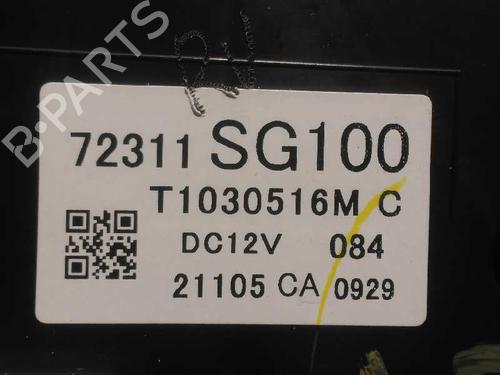 B-PARTS
72311 SG100
T1030516M C
DC12V 084
21105 CA 0929